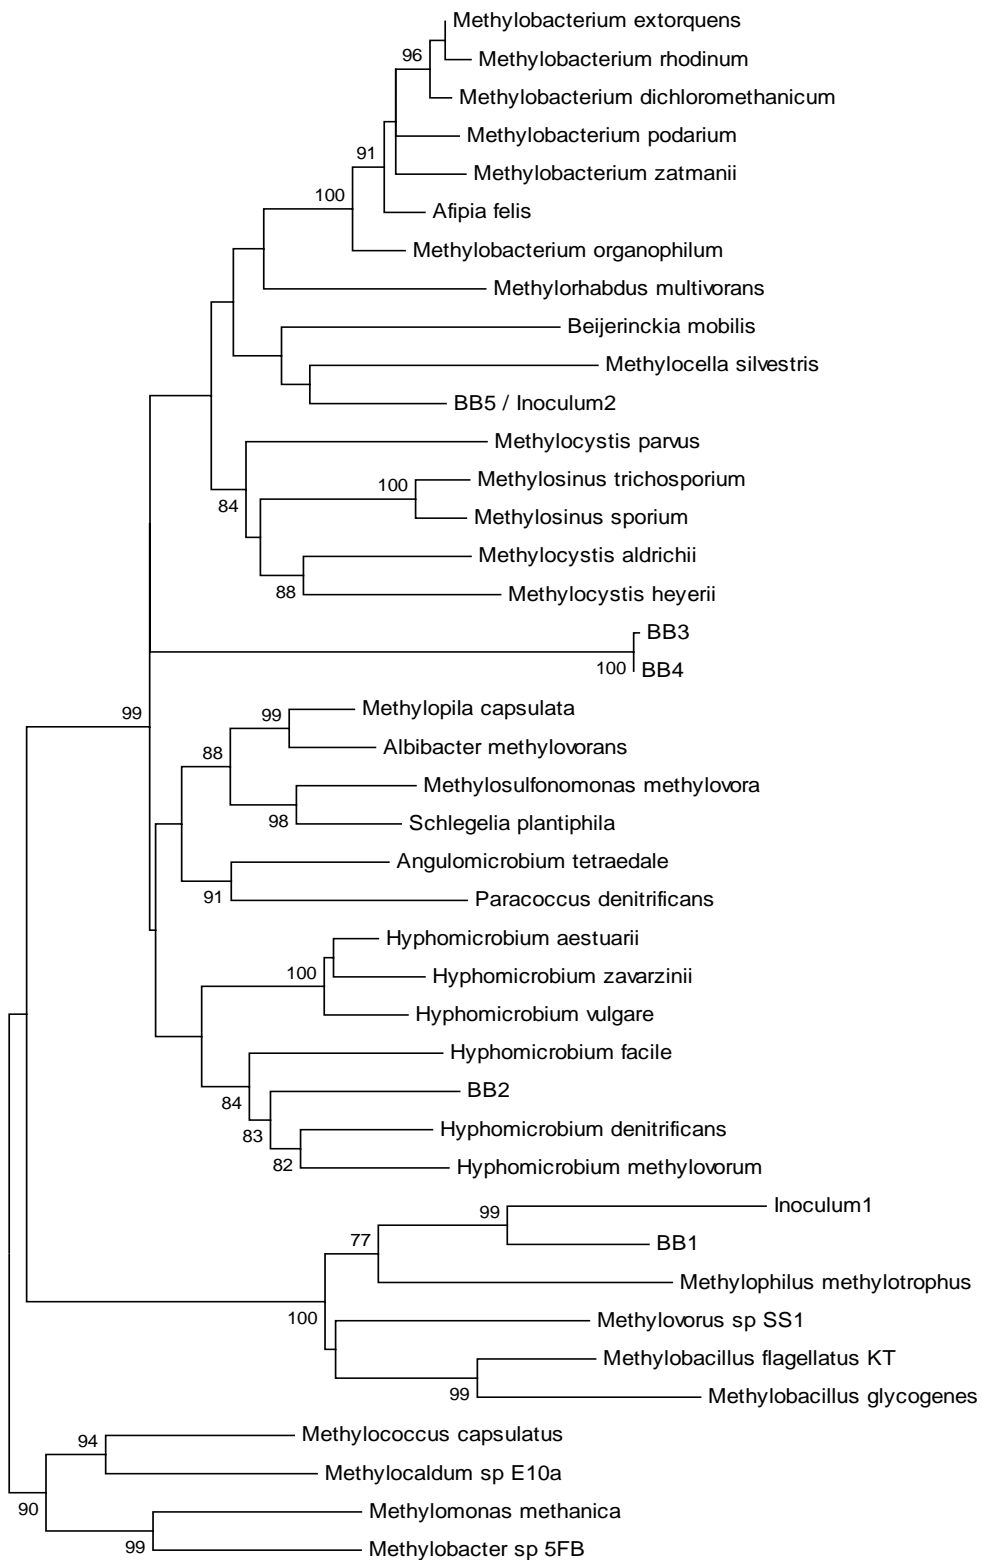 Methylobacterium extorquens
96
Methylobacterium rhodinum
Methylobacterium dichloromethanicum
Methylobacterium podarium
91
Methylobacterium zatmanii
100
Afipia felis
Methylobacterium organophilum
Methylorhabdus multivorans
Beijerinckia mobilis
Methylocella silvestris
BB5 / Inoculum2
Methylocystis parvus
100
Methylosinus trichosporium
84
Methylosinus sporium
Methylocystis aldrichii
88
Methylocystis heyerii
BB3
100
BB4
99
99
Methylopila capsulata
88
Albibacter methylovorans
Methylosulfonomonas methylovora
98
Schlegelia plantiphila
Angulomicrobium tetraedale
91
Paracoccus denitrificans
Hyphomicrobium aestuarii
100
Hyphomicrobium zavarzinii
Hyphomicrobium vulgare
Hyphomicrobium facile
84
BB2
83
Hyphomicrobium denitrificans
82
Hyphomicrobium methylovorum
99
Inoculum1
77
BB1
Methylophilus methylotrophus
100
Methylovorus sp SS1
Methylobacillus flagellatus KT
99
Methylobacillus glycogenes
94
Methylococcus capsulatus
Methylocaldum sp E10a
90
Methylomonas methanica
99
Methylobacter sp 5FB